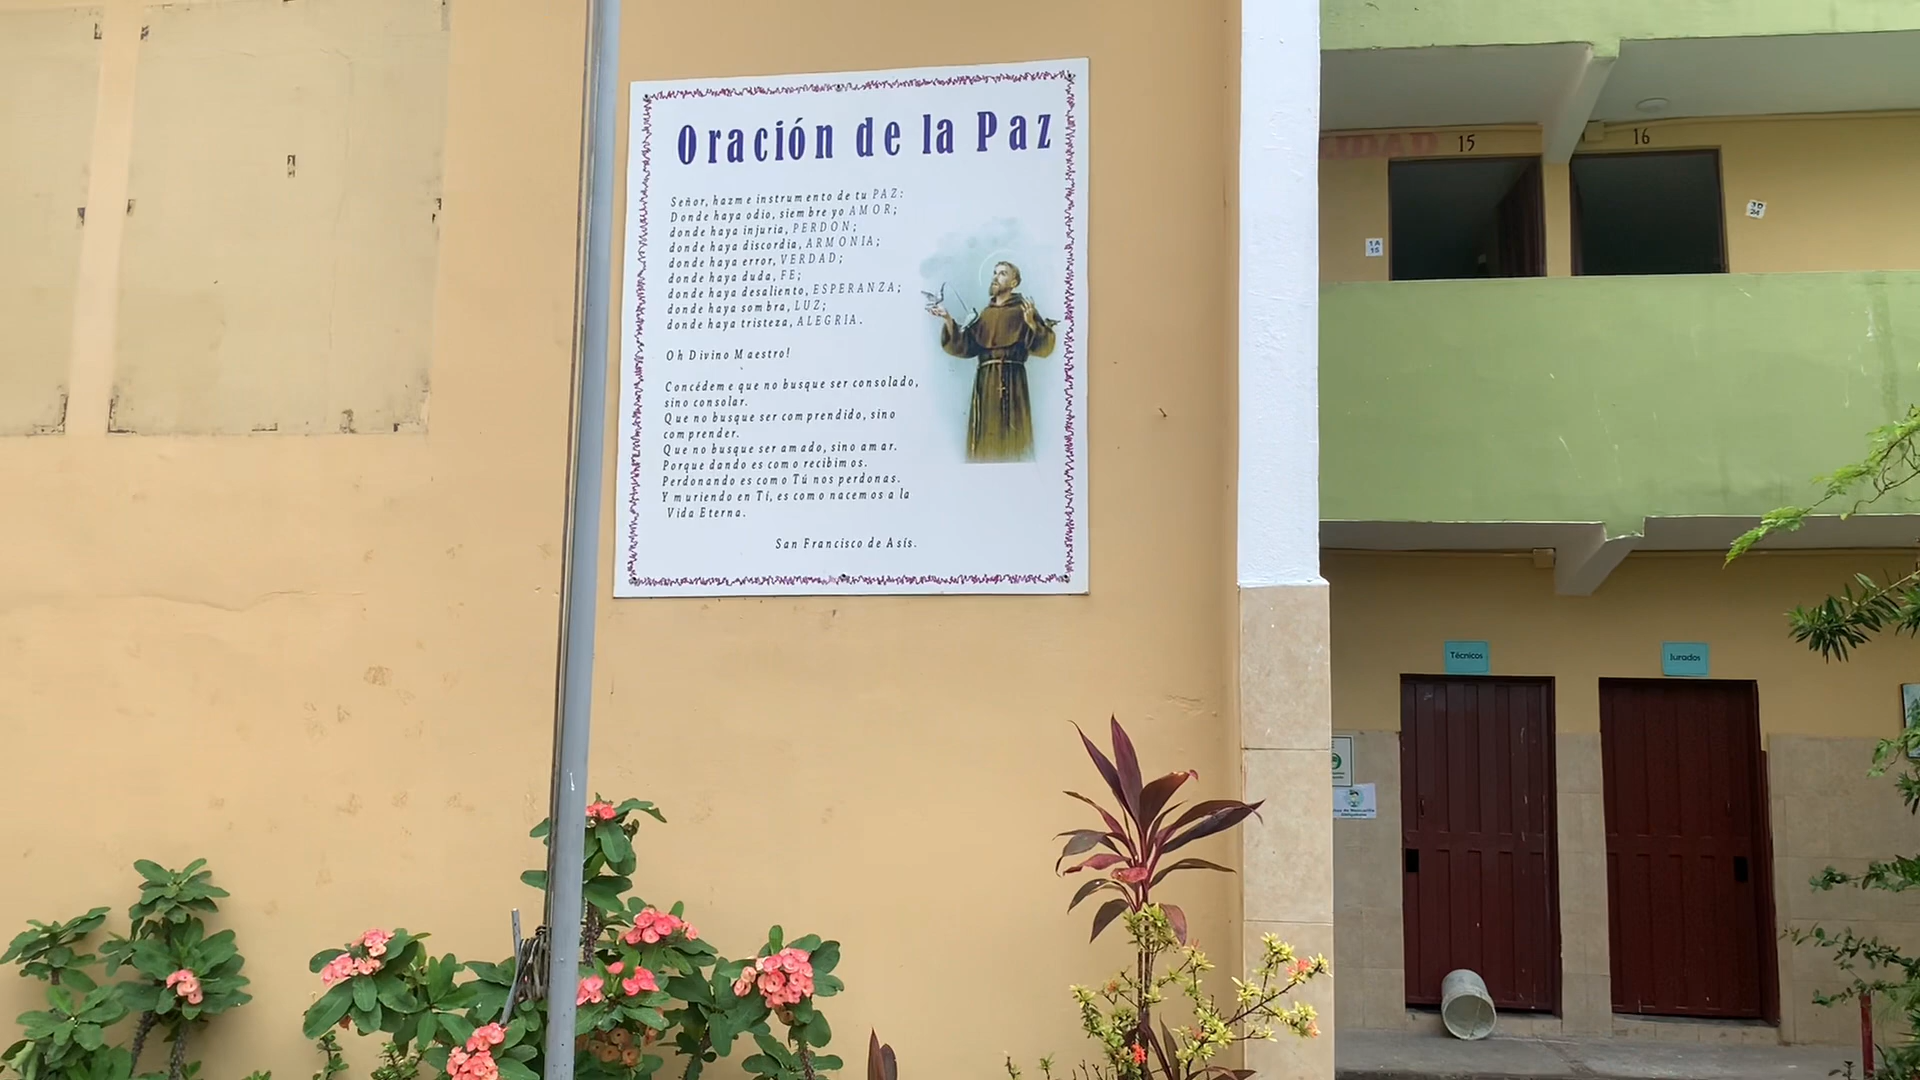 Oración de la Paz
Señor, hazme instrumento de tu PAZ:
Donde haya odio, siembre yo AMOR;
donde haya injuria, PERDON;
donde haya discordia, ARMONIA;
donde haya error, VERDAD;
donde haya duda, FE;
donde haya desaliento, ESPERANZA;
donde haya sombra, LUZ;
donde haya tristeza, ALEGRIA.
Oh Divino Maestro!
Concédeme que no busque ser consolado,
sino consolar.
Que no busque ser comprendido, sino
comprender.
Que no busque ser amado, sino amar.
Porque dando es como recibimos.
Perdonando es como Tú nos perdonas.
Y muriendo en Tí, es como nacemos a la
Vida Eterna.
San Francisco de Asís.
15
16
1 A
15
Técnicos
Jurados